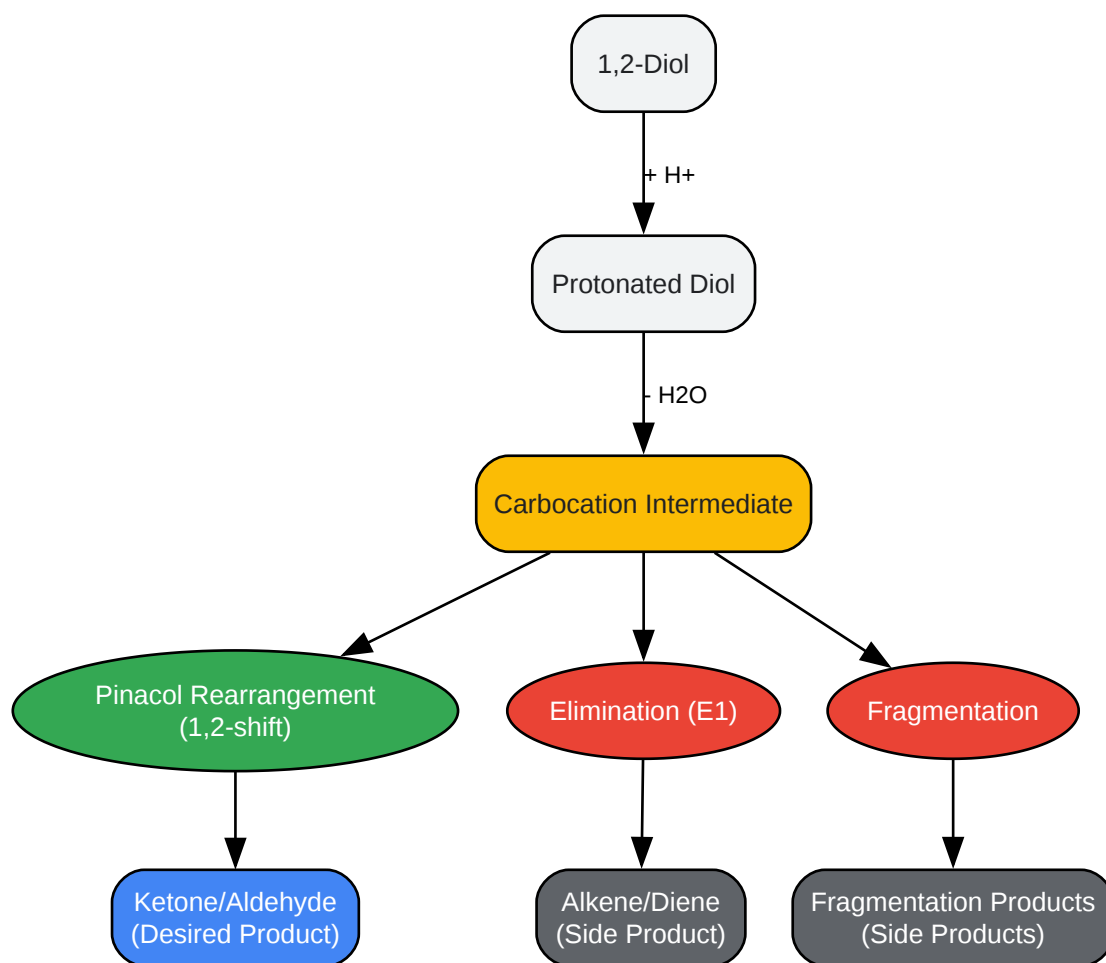 1,2-Diol
+ H+
Protonated Diol
- H2O
Carbocation Intermediate
Pinacol Rearrangement
(1,2-shift)
Elimination (E1)
Fragmentation
Ketone/Aldehyde
(Desired Product)
Alkene/Diene
(Side Product)
Fragmentation Products
(Side Products)